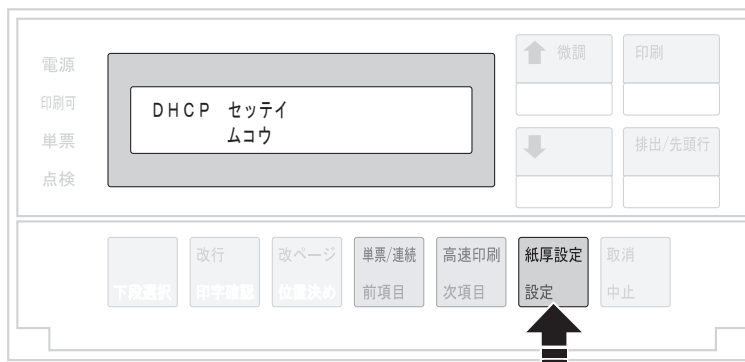 電源
印刷可
単票
点検
DHCP セッテイ
ムコウ
微調
印刷
排出/先頭行
下段選択
改行
印字確認
改ページ
位置決め
単票/連続
前項目
高速印刷
次項目
紙厚設定
設定
取消
中止